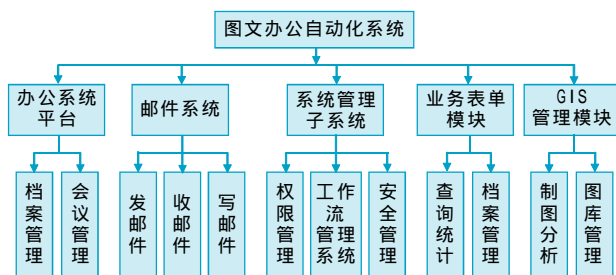 图文办公自动化系统
办公系统
平台
邮件系统
系统管理
子系统
业务表单
模块
GIS
管理模块
档案管理
会议管理
发邮件
收邮件
写邮件
权限管理
工作流管理系统
安全管理
查询统计
档案管理
制图分析
图库管理